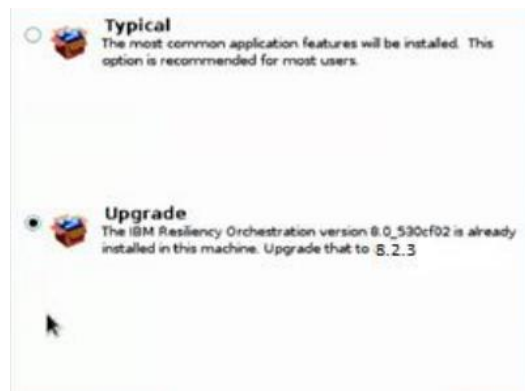 Typical
The most common application features will be installed. This
option is recommended for most users.
Upgrade
The IBM Resiliency Orchestration version 8.0_530cf02 is already
installed in this machine. Upgrade that to 8.2.3